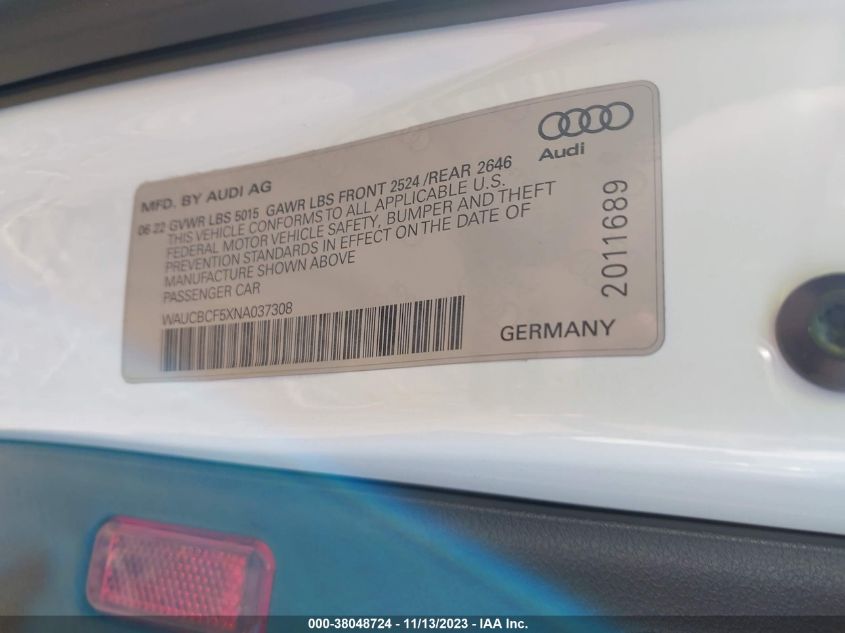 Audi
MFD. BY AUDI AG
06 22 GVWR LBS 5015 GAWR LBS FRONT 2524 /REAR 2646
THIS VEHICLE CONFORMS TO ALL APPLICABLE U.S.
FEDERAL MOTOR VEHICLE SAFETY, BUMPER AND THEFT
PREVENTION STANDARDS IN EFFECT ON THE DATE OF
MANUFACTURE SHOWN ABOVE
PASSENGER CAR
WAUCBCF5XNA037308
GERMANY
2011689
000-38048724 - 11/13/2023 - IAA Inc.